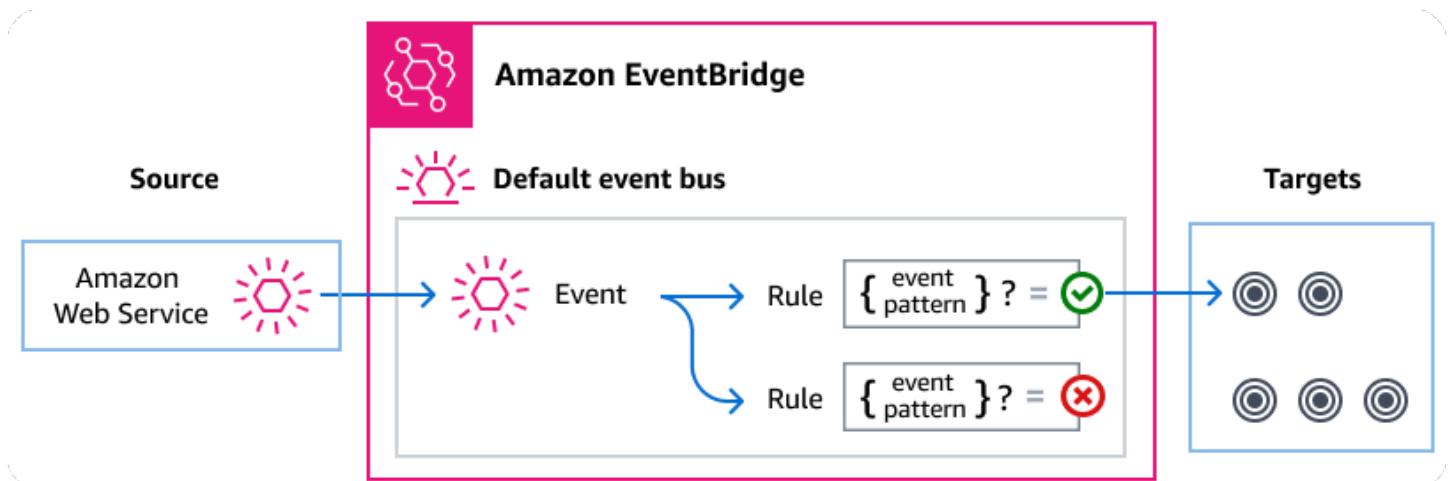 Amazon EventBridge
Source
Default event bus
Targets
Amazon
Web Service
Event
Rule
{ event
pattern } ? =
Rule
{ event
pattern } ? =